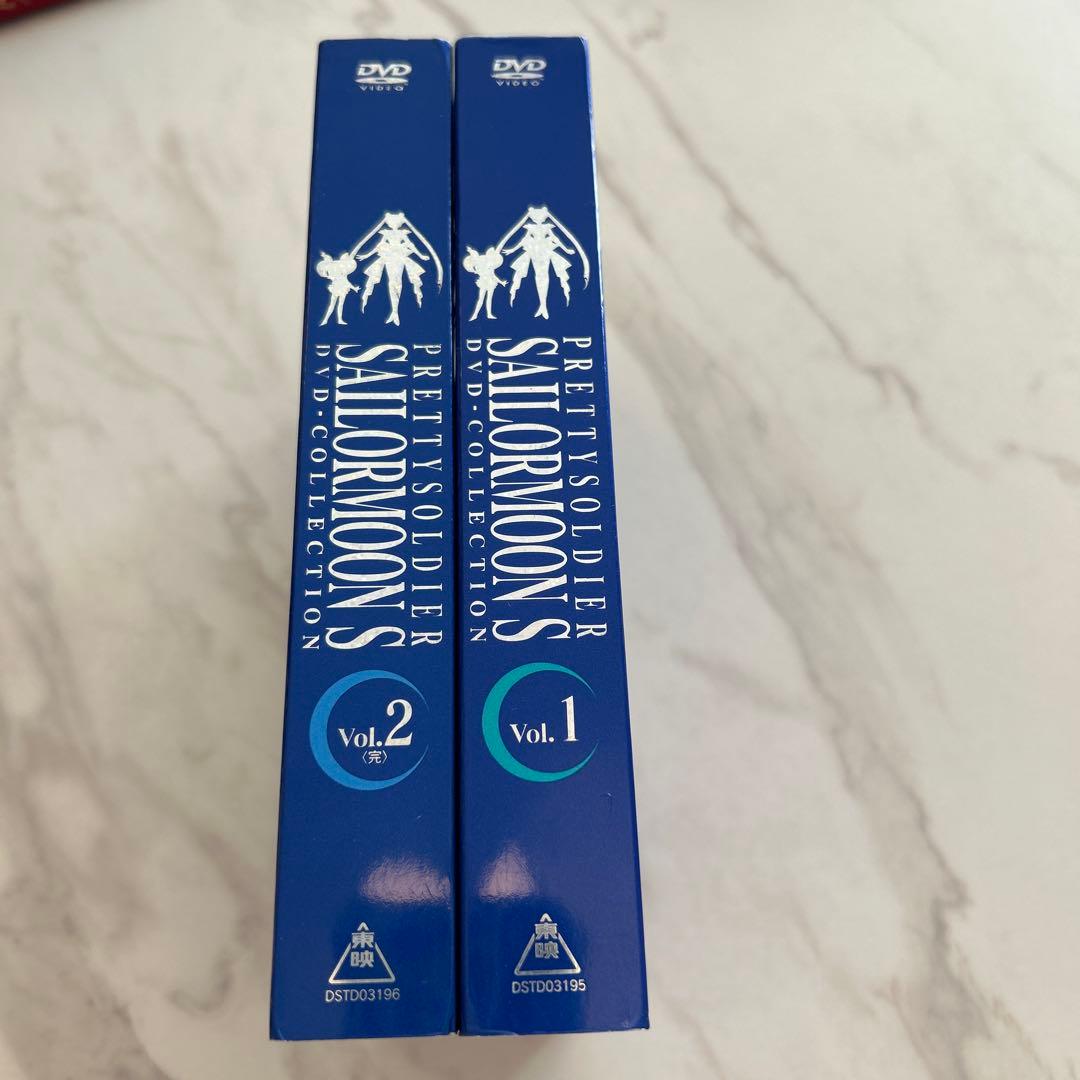 DVD
VIDEO
PRETTY SOLDIER
SAILORMOON S
DVD・COLLECTION
Vol.2
〈完〉
東映
DSTD03196
DVD
VIDEO
PRETTY SOLDIER
SAILORMOON S
DVD・COLLECTION
Vol. 1
東映
DSTD03195